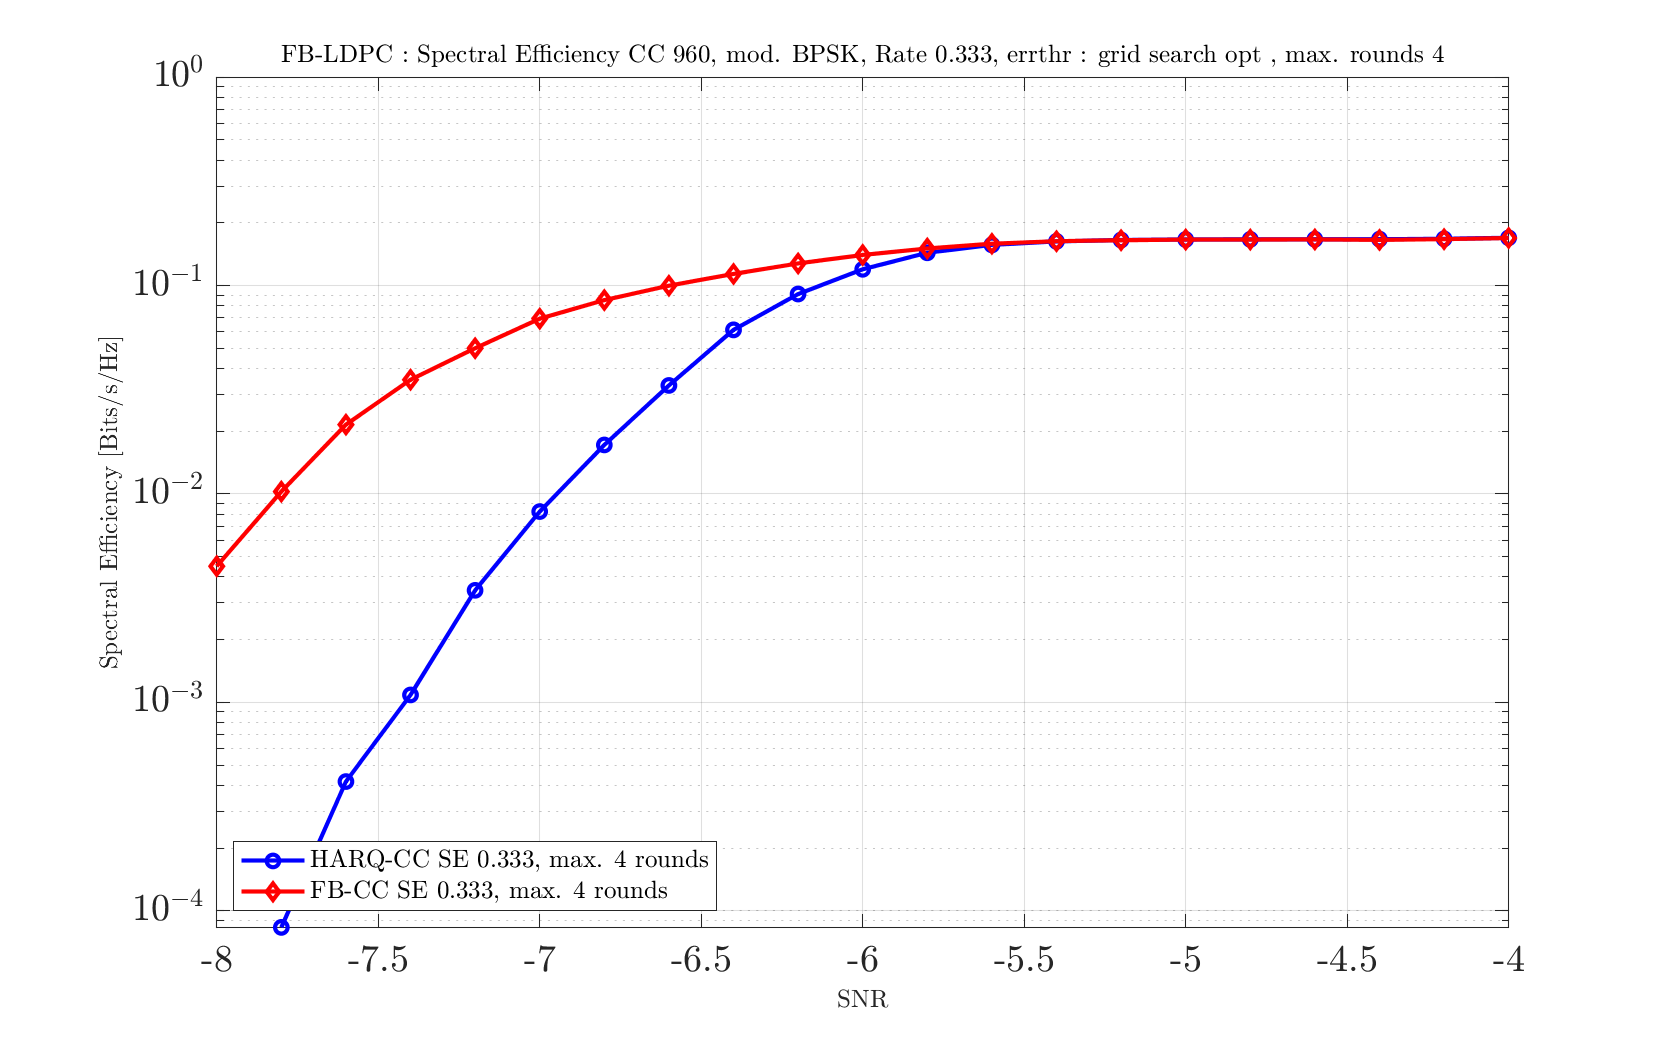 FB-LDPC : Spectral Efficiency CC 960, mod. BPSK, Rate 0.333, errthr : grid search opt , max. rounds 4
10^0
10^-1
10^-2
10^-3
10^-4
Spectral Efficiency [Bits/s/Hz]
HARQ-CC SE 0.333, max. 4 rounds
FB-CC SE 0.333, max. 4 rounds
-8 -7.5 -7 -6.5 -6 -5.5 -5 -4.5 -4
SNR